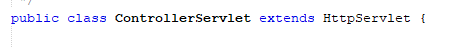 */
public class ControllerServlet extends HttpServlet {